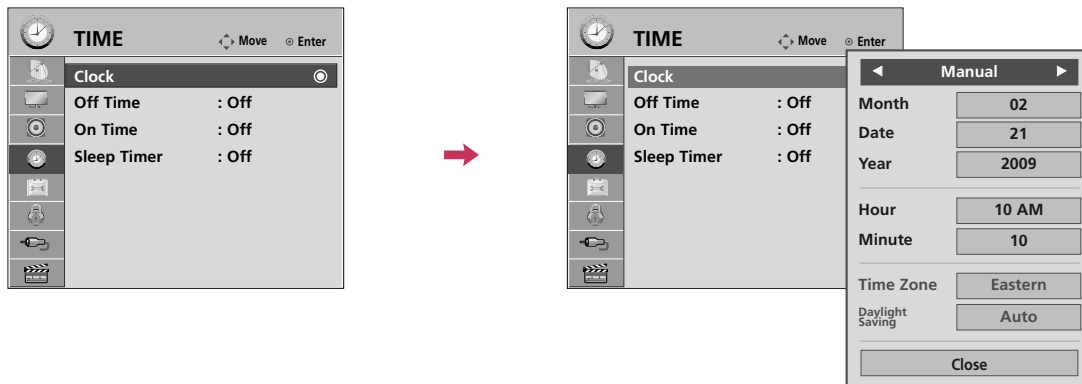 TIME Move Enter
Clock
Off Time : Off
On Time : Off
Sleep Timer : Off
TIME Move Enter
Clock
Off Time : Off
On Time : Off
Sleep Timer : Off
Manual
Month 02
Date 21
Year 2009
Hour 10 AM
Minute 10
Time Zone Eastern
Daylight
Saving Auto
Close